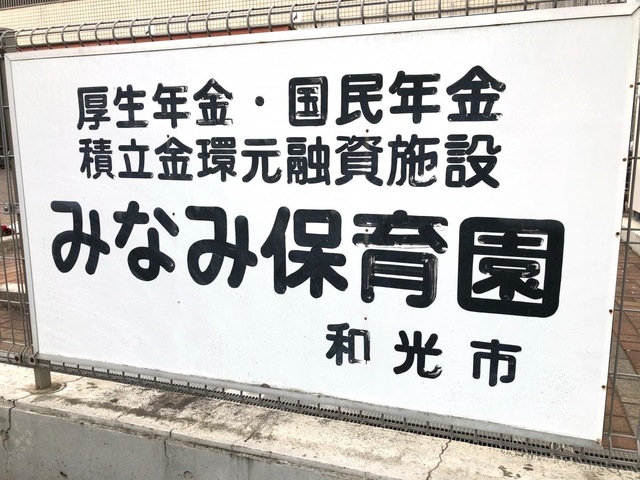 厚生年金・国民年金
積立金環元融資施設
みなみ保育園
和光市